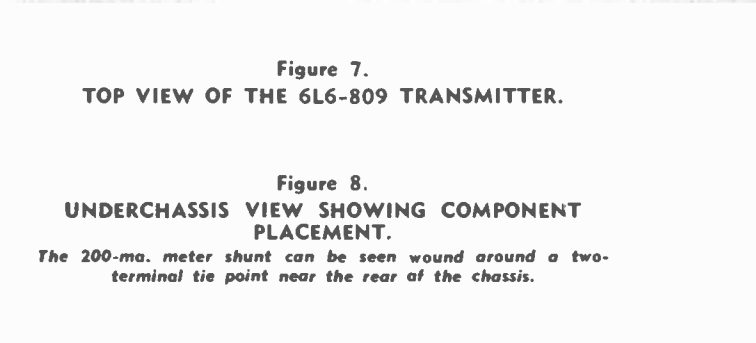 Figure 7.
TOP VIEW OF THE 6L6-809 TRANSMITTER.
Figure 8.
UNDERCHASSIS VIEW SHOWING COMPONENT
PLACEMENT.
The 200-ma. meter shunt can be seen wound around a two-
terminal tie point near the rear af the chassis.